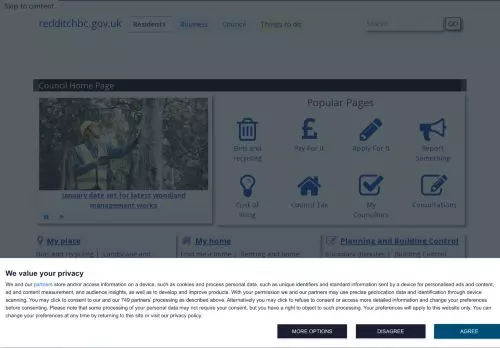 Skip to content
redditchbc.gov.uk Residents Business Council Things to do Search GO
Council Home Page
Popular Pages
Bins and recycling
Pay For It
Apply For It
Report Something
January date set for latest woodland management works
Cost of living
Council Tax
My Councillors
Consultations
My place
My home
Planning and Building Control
Bins and recycling | Landscape and
Find more home | Renting and home
Boundary disputes | Building Control
We value your privacy
We and our partners store and/or access information on a device, such as cookies and process personal data, such as unique identifiers and standard information sent by a device for personalised ads and content,
ad and content measurement, and audience insights, as well as to develop and improve products. With your permission we and our partners may use precise geolocation data and identification through device
scanning. You may click to consent to our and our 749 partners' processing as described above. Alternatively you may click to refuse to consent or access more detailed information and change your preferences
before consenting. Please note that some processing of your personal data may not require your consent, but you have a right to object to such processing. Your preferences will apply to this website only. You can
change your preferences at any time by returning to this site or visit our privacy policy.
MORE OPTIONS DISAGREE AGREE